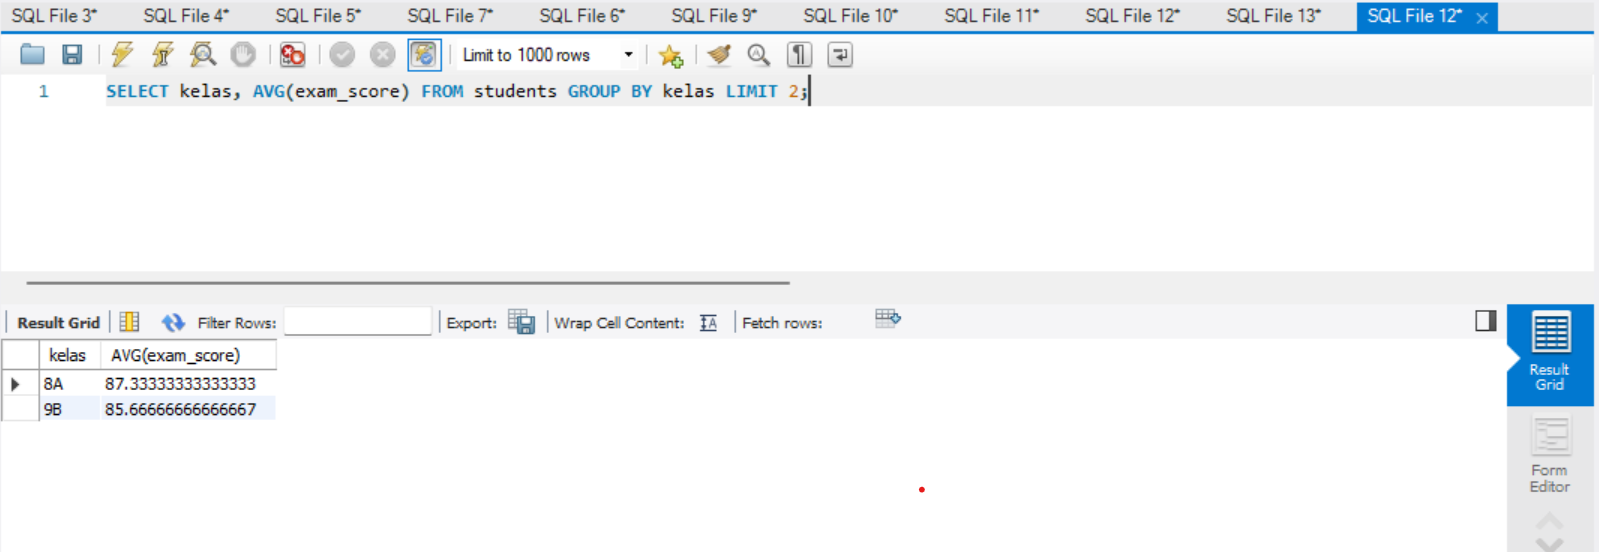 SQL File 3* SQL File 4* SQL File 5* SQL File 7* SQL File 6* SQL File 9* SQL File 10* SQL File 11* SQL File 12* SQL File 13* SQL File 12*
Limit to 1000 rows
1 SELECT kelas, AVG(exam_score) FROM students GROUP BY kelas LIMIT 2;
Result Grid Filter Rows: Export: Wrap Cell Content: Fetch rows:
kelas AVG(exam_score)
8A 87.33333333333333
9B 85.66666666666667
Result
Grid
Form
Editor